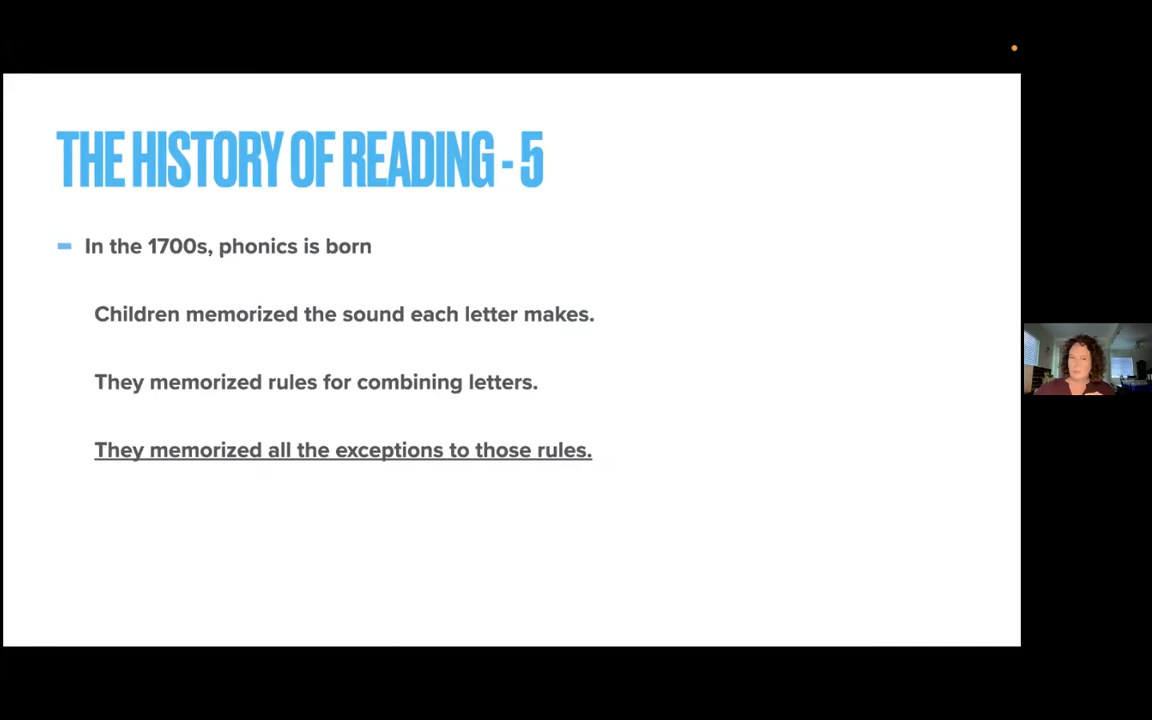 THE HISTORY OF READING - 5
In the 1700s, phonics is born
Children memorized the sound each letter makes.
They memorized rules for combining letters.
They memorized all the exceptions to those rules.